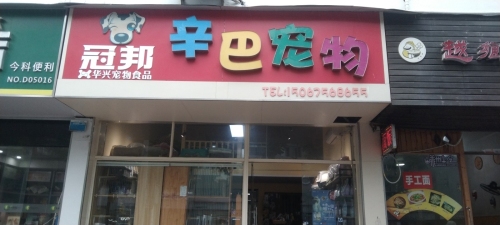 今科便利
NO.D05016
冠邦
华兴宠物食品
辛巴宠物
手工面